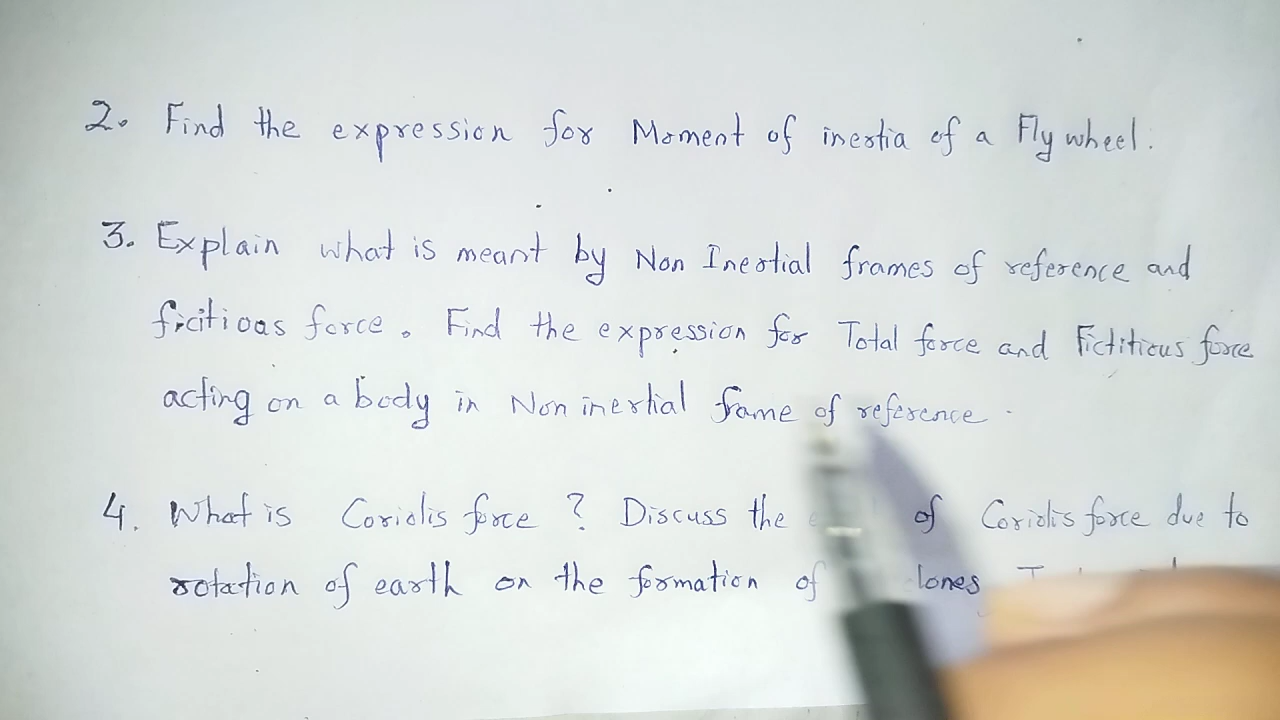 2. Find the expression for Moment of inertia of a Fly wheel.
3. Explain what is meant by Non Inertial frames of reference and
ficitious force. Find the expression for Total force and Fictitious force
acting on a body in Non inertial frame of reference.
4. What is Coriolis force? Discuss the of Coriolis force due to
rotation of earth on the formation of